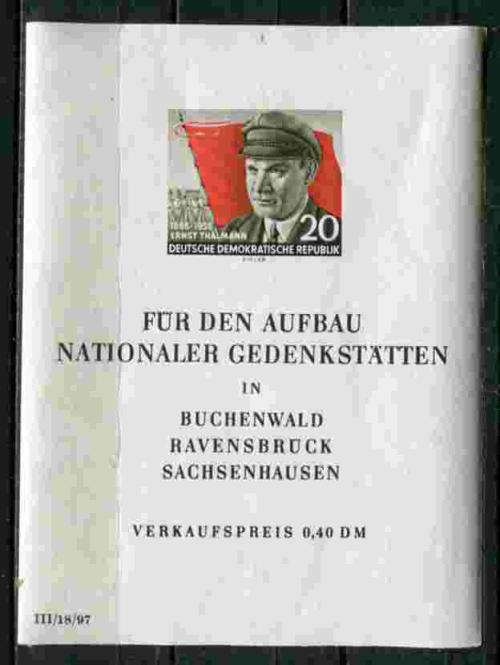 1886-1956
ERNST THÄLMANN
20
DEUTSCHE DEMOKRATISCHE REPUBLIK
FÜR DEN AUFBAU
NATIONALER GEDENKSTÄTTEN
IN
BUCHENWALD
RAVENSBRÜCK
SACHSENHAUSEN
VERKAUFSPREIS 0,40 DM
III/18/97